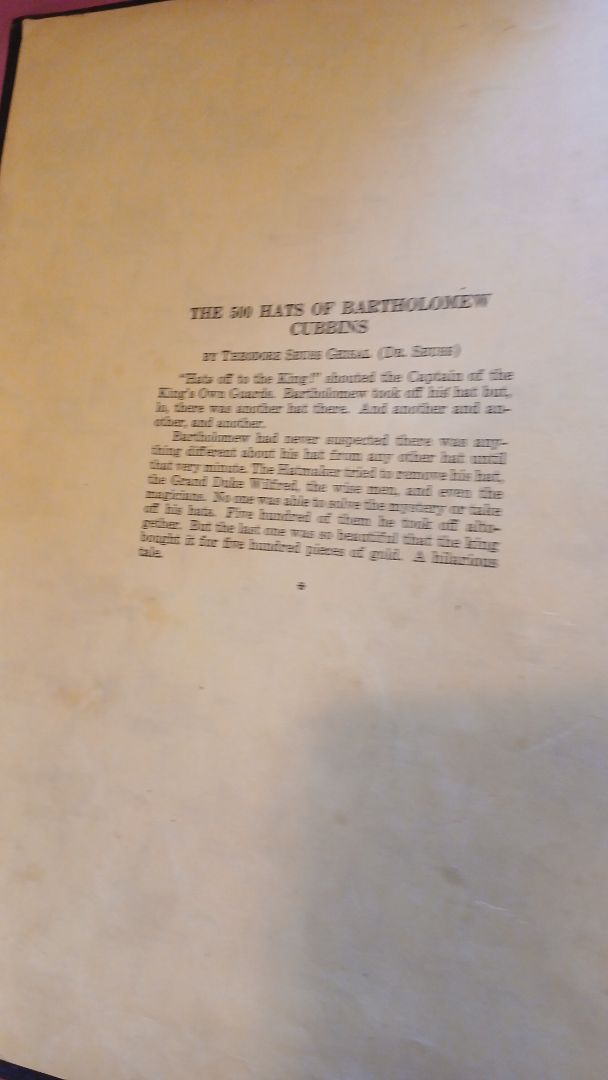 THE 500 HATS OF BARTHOLOMEW
CUBBINS
BY THEODORE SEUSS GEISAL (DR. SEUSS)
"Hats off to the King!" shouted the Captain of the
King's Own Guards. Bartholomew took off his hat but,
lo, there was another hat there. And another and an-
other, and another.
Bartholomew had never suspected there was any-
thing different about his hat from any other hat until
that very minute. The Hatmaker tried to remove his hat,
the Grand Duke Wilfred, the wise men, and even the
magicians. No one was able to solve the mystery or take
off his hats. Five hundred of them he took off alto-
gether. But the last one was so beautiful that the king
bought it for five hundred pieces of gold. A hilarious
tale.